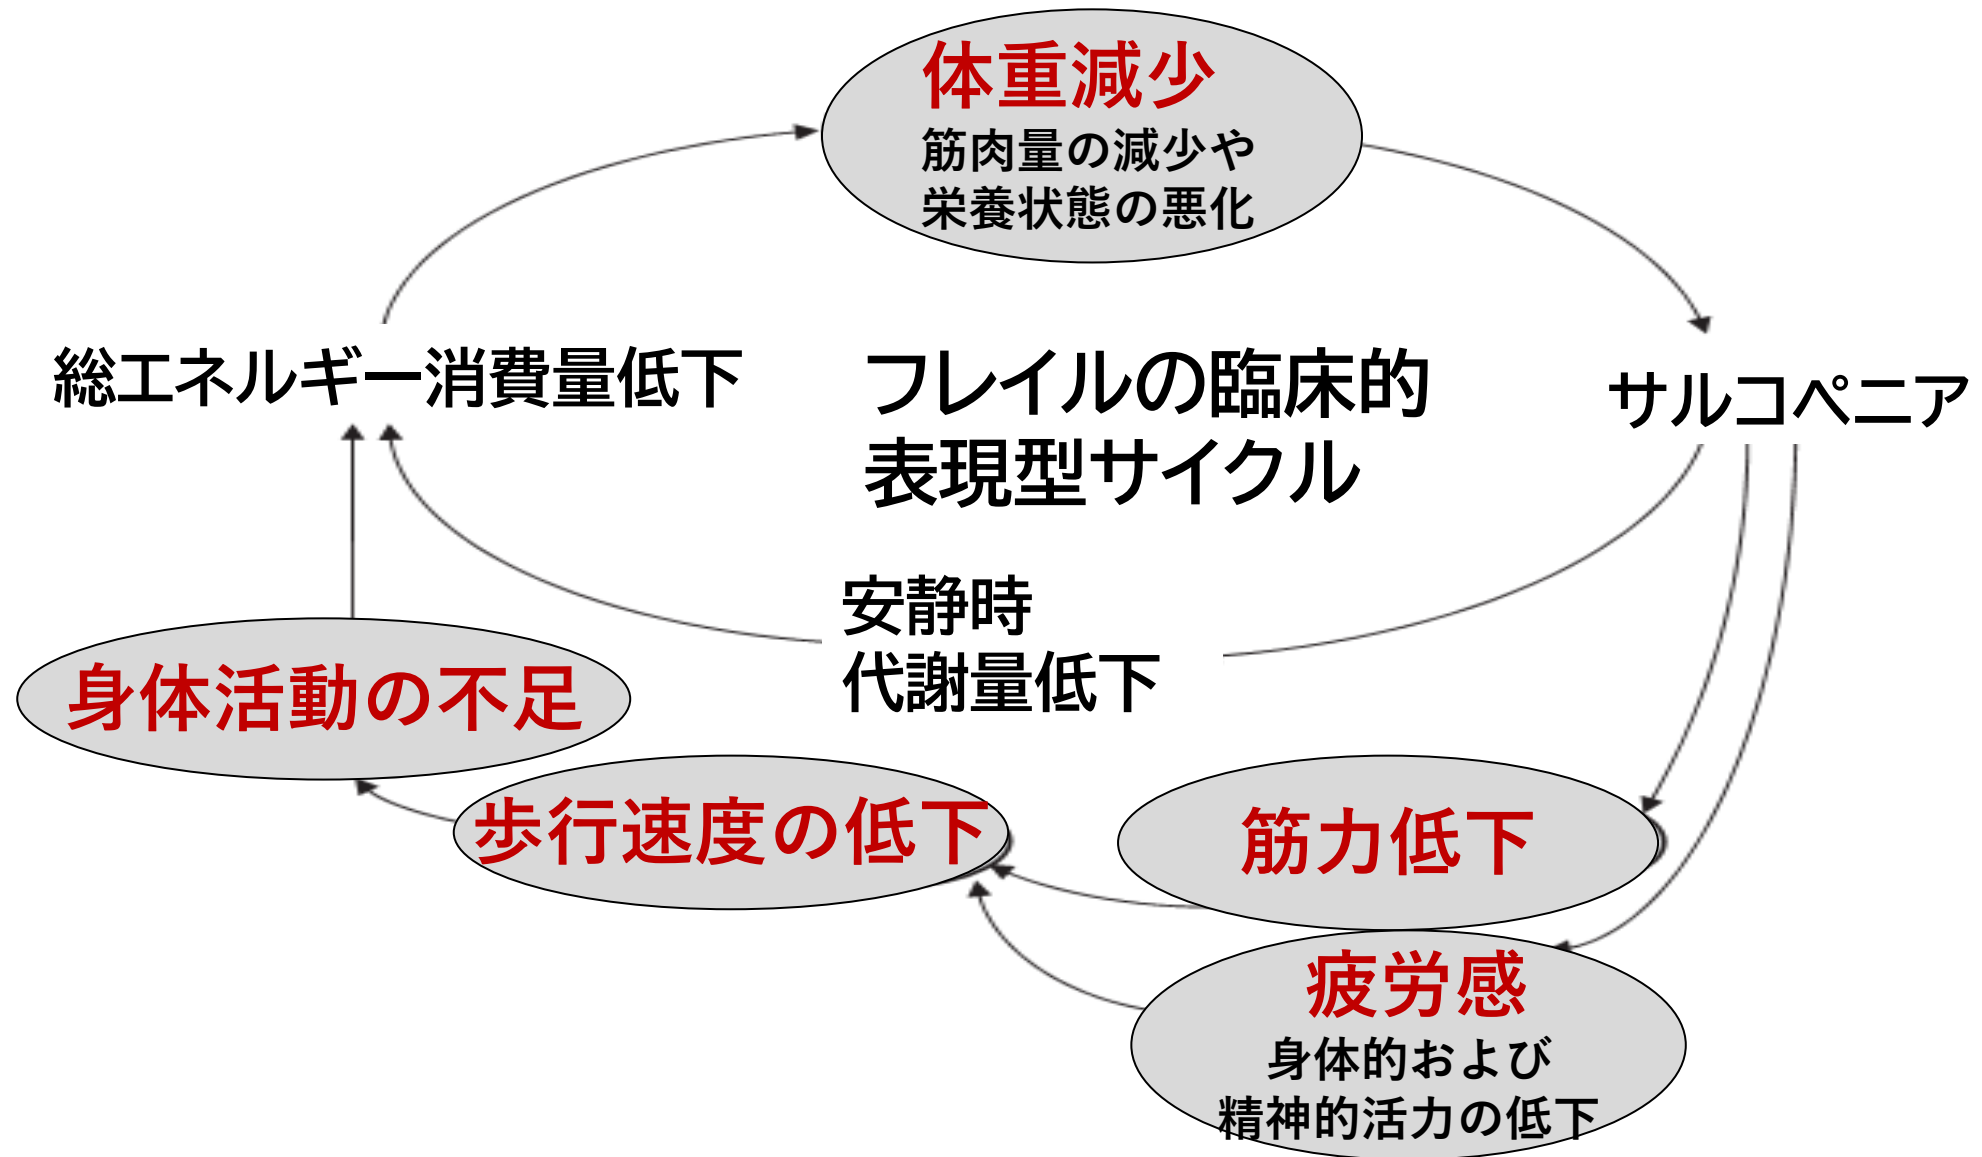 体重減少
筋肉量の減少や
栄養状態の悪化
総エネルギー消費量低下
フレイルの臨床的
表現型サイクル
サルコペニア
安静時
代謝量低下
身体活動の不足
歩行速度の低下
筋力低下
疲労感
身体的および
精神的活力の低下